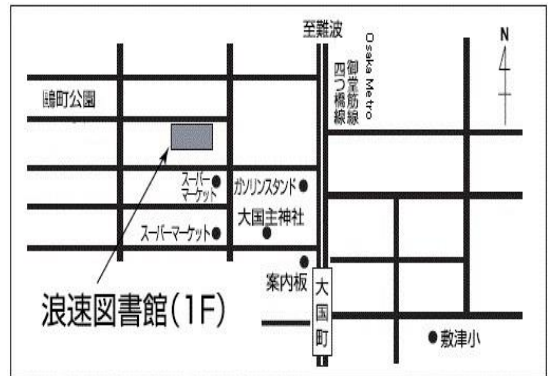 至難波
Osaka Metro
御堂筋線
四つ橋線
N
鴫町公園
スーパー
マーケット
ガソリンスタンド
大国主神社
スーパーマーケット
案内板
浪速図書館(1F)
大国町
敷津小